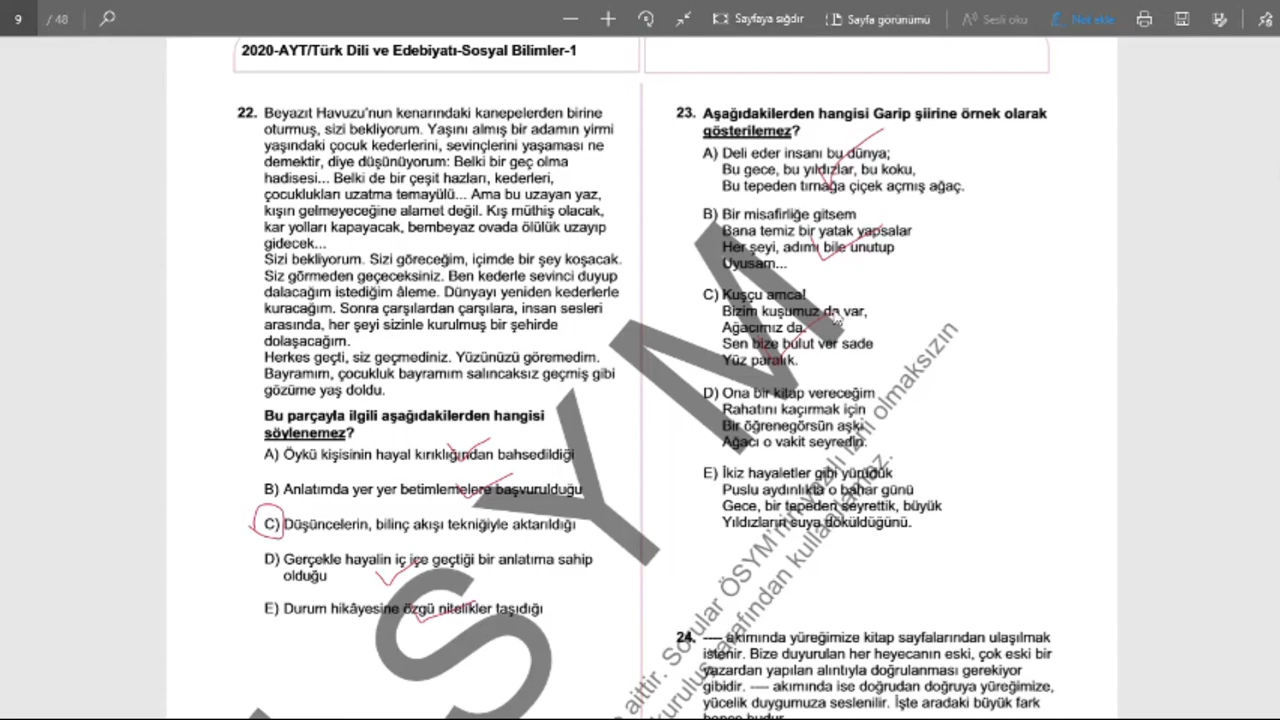 9 / 48
Sayfaya sığdır
Sayfa görünümü
Sesli oku
Not ekle
2020-AYT/Türk Dili ve Edebiyatı-Sosyal Bilimler-1
22. Beyazıt Havuzu'nun kenarındaki kanepelerden birine
oturmuş, sizi bekliyorum. Yaşını almış bir adamın yirmi
yaşındaki çocuk kederlerini, sevinçlerini yaşaması ne
demektir, diye düşünüyorum: Belki bir geç olma
hadisesi... Belki de bir çeşit hazları, kederleri,
çocuklukları uzatma temayülü... Ama bu uzayan yaz,
kışın gelmeyeceğine alamet değil. Kış müthiş olacak,
kar yolları kapayacak, bembeyaz ovada ölülük uzayıp
gidecek...
Sizi bekliyorum. Sizi göreceğim, içimde bir şey koşacak.
Siz görmeden geçeceksiniz. Ben kederle sevinci duyup
dalacağım istediğim âleme. Dünyayı yeniden kederlerle
kuracağım. Sonra çarşılardan çarşılara, insan sesleri
arasında, her şeyi sizinle kurulmuş bir şehirde
dolaşacağım.
Herkes geçti, siz geçmediniz. Yüzünüzü göremedim.
Bayramım, çocukluk bayramım salıncaksız geçmiş gibi
gözüme yaş doldu.
Bu parçayla ilgili aşağıdakilerden hangisi
söylenemez?
A) Öykü kişisinin hayal kırıklığından bahsedildiği
B) Anlatımda yer yer betimlemelere başvurulduğu
C) Düşüncelerin, bilinç akışı tekniğiyle aktarıldığı
D) Gerçekle hayalin iç içe geçtiği bir anlatıma sahip
olduğu
E) Durum hikâyesine özgü nitelikler taşıdığı
23. Aşağıdakilerden hangisi Garip şiirine örnek olarak
gösterilemez?
A) Deli eder insanı bu dünya;
Bu gece, bu yıldızlar, bu koku,
Bu tepeden tırnağa çiçek açmış ağaç.
B) Bir misafirliğe gitsem
Bana temiz bir yatak yapsalar
Her şeyi, adımı bile unutup
Uyusam...
C) Kuşçu amca!
Bizim kuşumuz da var,
Ağacımız da.
Sen bize bulut ver sade
Yüz paralık.
D) Ona bir kitap vereceğim
Rahatını kaçırmak için
Bir öğrenegörsün aşkı
Ağacı o vakit seyredin.
E) İkiz hayaletler gibi yürüdük
Puslu aydınlıkta o bahar günü
Gece, bir tepeden seyrettik, büyük
Yıldızların suya döküldüğünü.
24. ---- akımında yüreğimize kitap sayfalarından ulaşılmak
istenir. Bize duyurulan her heyecanın eski, çok eski bir
yazardan yapılan alıntıyla doğrulanması gerekiyor
gibidir. ---- akımında ise doğrudan doğruya yüreğimize,
yücelik duygumuza seslenilir. İşte aradaki büyük fark
bence budur.
SYM
aittir. Sorular ÖSYM'nin yazılı izni olmaksızın
kuruluş tarafından kullanılamaz.